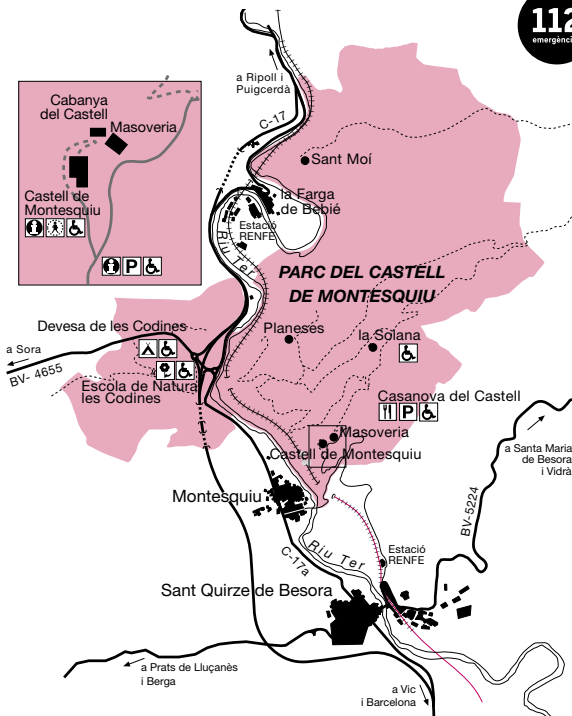 112
a Ripoll i
Puigcerdà
C-17
Cabanya
del Castell
Masoveria
Castell de
Montesquiu
P
Sant Moí
la Farga
de Bebié
Estació
RENFE
Riu Ter
PARC DEL CASTELL
DE MONTESQUIU
Devesa de les Codines
a Sora
BV- 4655
Escola de Natura
les Codines
Planeses
la Solana
Casanova del Castell
P
Masoveria
Castell de Montesquiu
a Santa Maria
de Besora
i Vidrà
BV-5224
Montesquiu
Riu Ter
C-17a
Estació
RENFE
Sant Quirze de Besora
a Prats de Lluçanès
i Berga
a Vic
i Barcelona